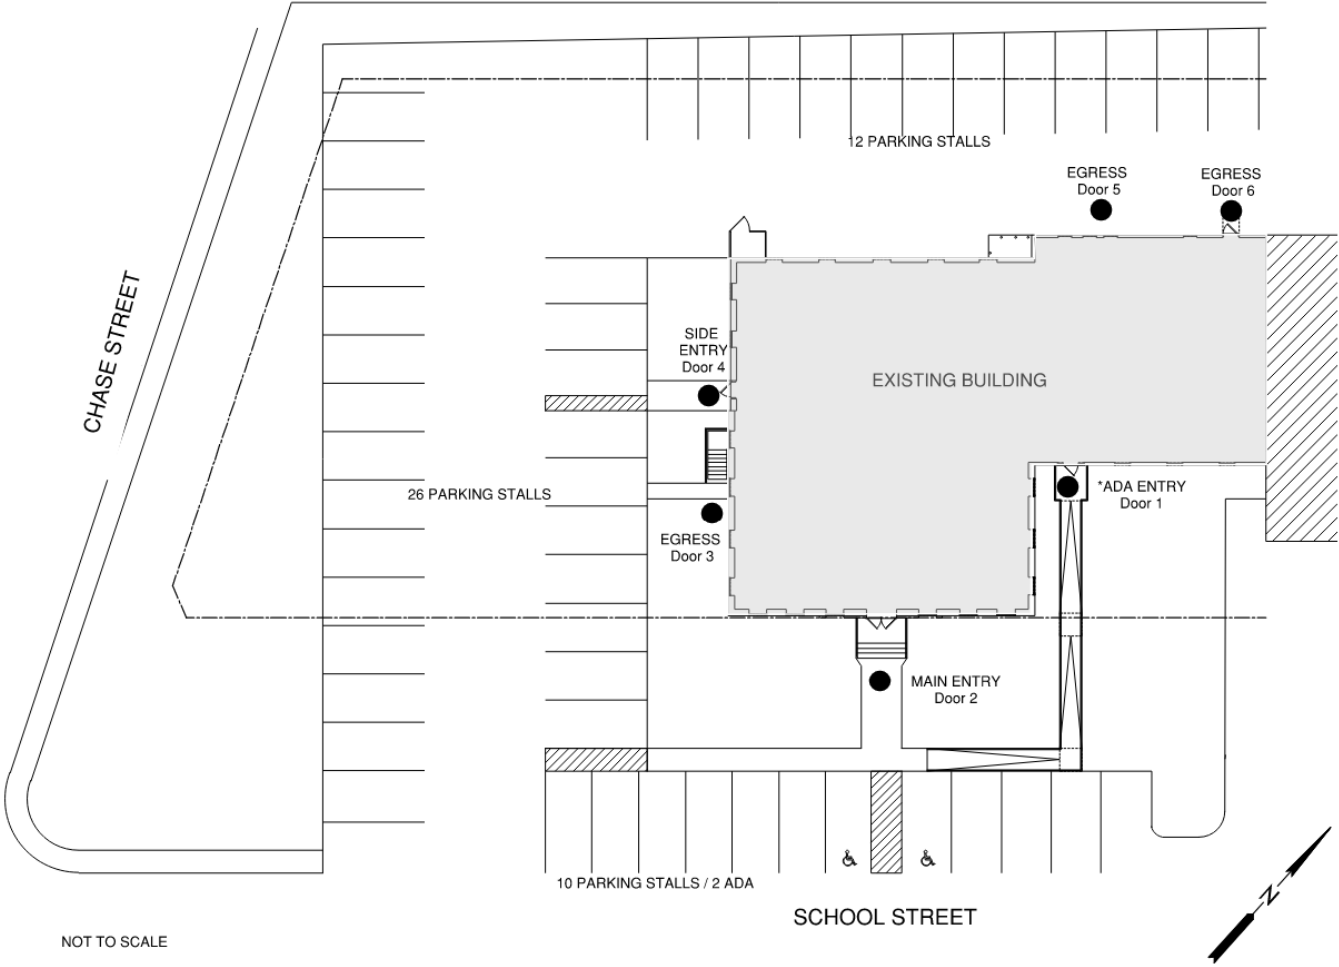 12 PARKING STALLS
EGRESS
Door 5
EGRESS
Door 6
CHASE STREET
SIDE
ENTRY
Door 4
EXISTING BUILDING
26 PARKING STALLS
*ADA ENTRY
Door 1
EGRESS
Door 3
MAIN ENTRY
Door 2
10 PARKING STALLS / 2 ADA
SCHOOL STREET
N
NOT TO SCALE